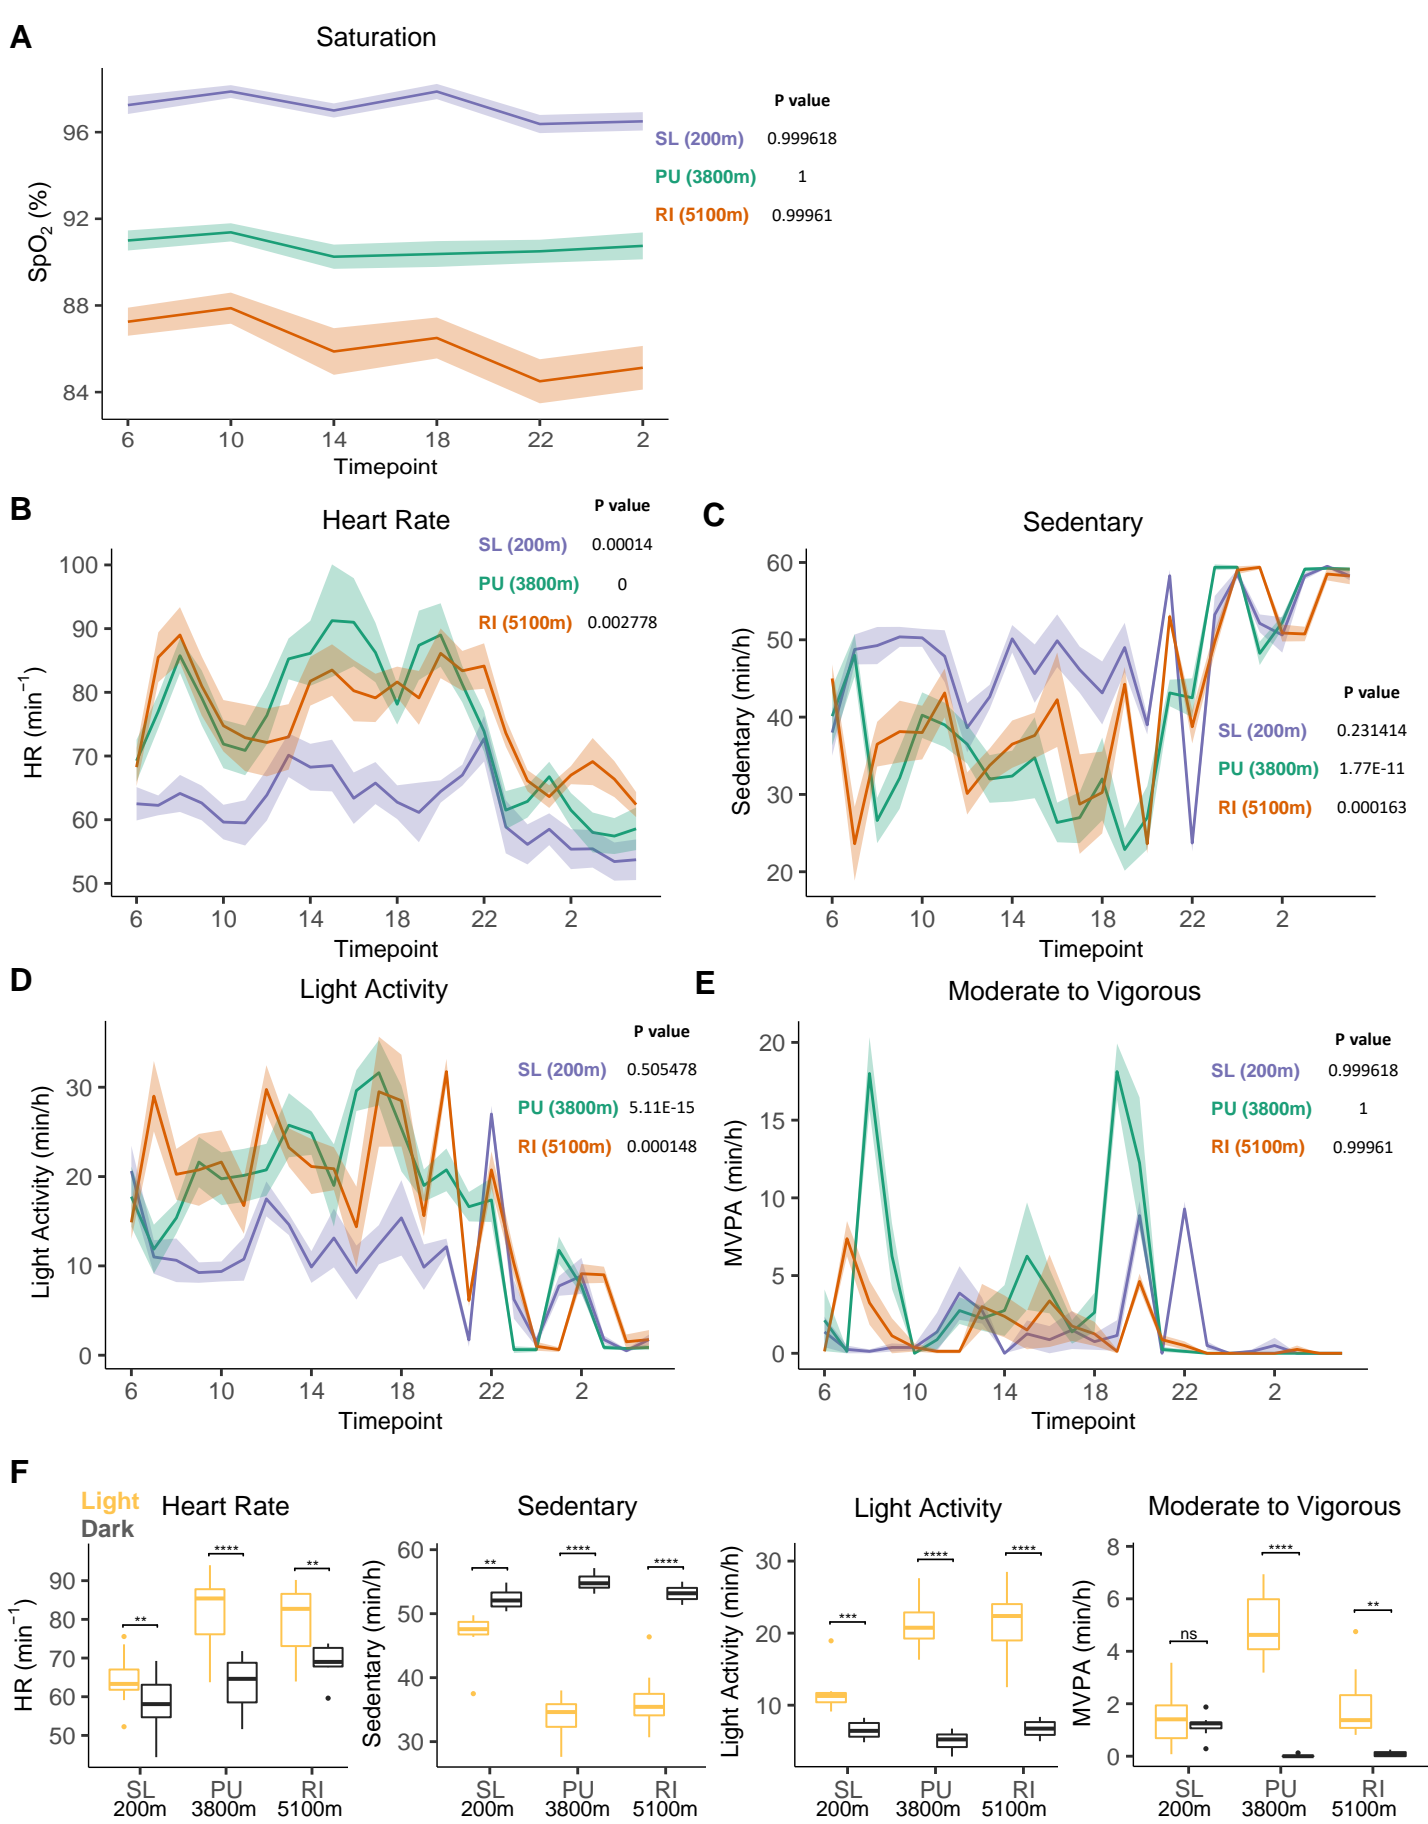 A
Saturation
P value
SL (200m) 0.999618
PU (3800m) 1
RI (5100m) 0.99961
SpO2 (%)
96
92
88
84
6 10 14 18 22 2
Timepoint
B
Heart Rate
P value
SL (200m) 0.00014
PU (3800m) 0
RI (5100m) 0.002778
HR (min−1)
100
90
80
70
60
50
6 10 14 18 22 2
Timepoint
C
Sedentary
P value
SL (200m) 0.231414
PU (3800m) 1.77E-11
RI (5100m) 0.000163
Sedentary (min/h)
60
50
40
30
20
6 10 14 18 22 2
Timepoint
D
Light Activity
P value
SL (200m) 0.505478
PU (3800m) 5.11E-15
RI (5100m) 0.000148
Light Activity (min/h)
30
20
10
0
6 10 14 18 22 2
Timepoint
E
Moderate to Vigorous
P value
SL (200m) 0.999618
PU (3800m) 1
RI (5100m) 0.99961
MVPA (min/h)
20
15
10
5
0
6 10 14 18 22 2
Timepoint
F
Light
Dark
Heart Rate
HR (min−1)
90
80
70
60
50
** **** **
SL PU RI
200m 3800m 5100m
Sedentary
Sedentary (min/h)
60
50
40
30
** **** ****
SL PU RI
200m 3800m 5100m
Light Activity
Light Activity (min/h)
30
20
10
*** **** ****
SL PU RI
200m 3800m 5100m
Moderate to Vigorous
MVPA (min/h)
8
6
4
2
0
ns **** **
SL PU RI
200m 3800m 5100m